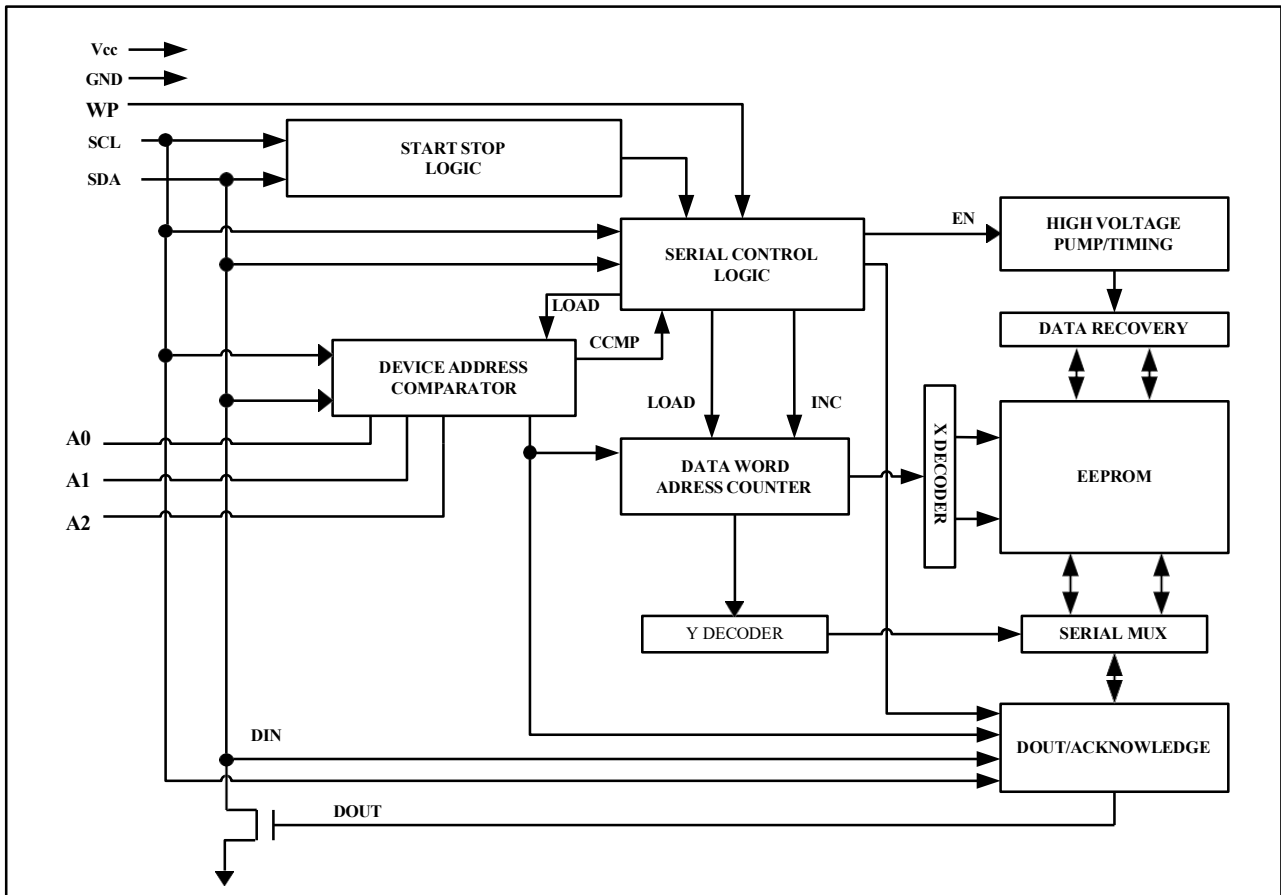 Vcc
GND
WP
SCL
SDA
START STOP
LOGIC
SERIAL CONTROL
LOGIC
EN
HIGH VOLTAGE
PUMP/TIMING
LOAD
CCMP
DATA RECOVERY
DEVICE ADDRESS
COMPARATOR
LOAD
INC
A0
A1
A2
DATA WORD
ADRESS COUNTER
X DECODER
EEPROM
Y DECODER
SERIAL MUX
DIN
DOUT/ACKNOWLEDGE
DOUT